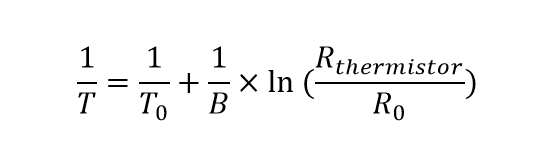 1/T = 1/T₀ + 1/B × ln (R_thermistor/R₀)